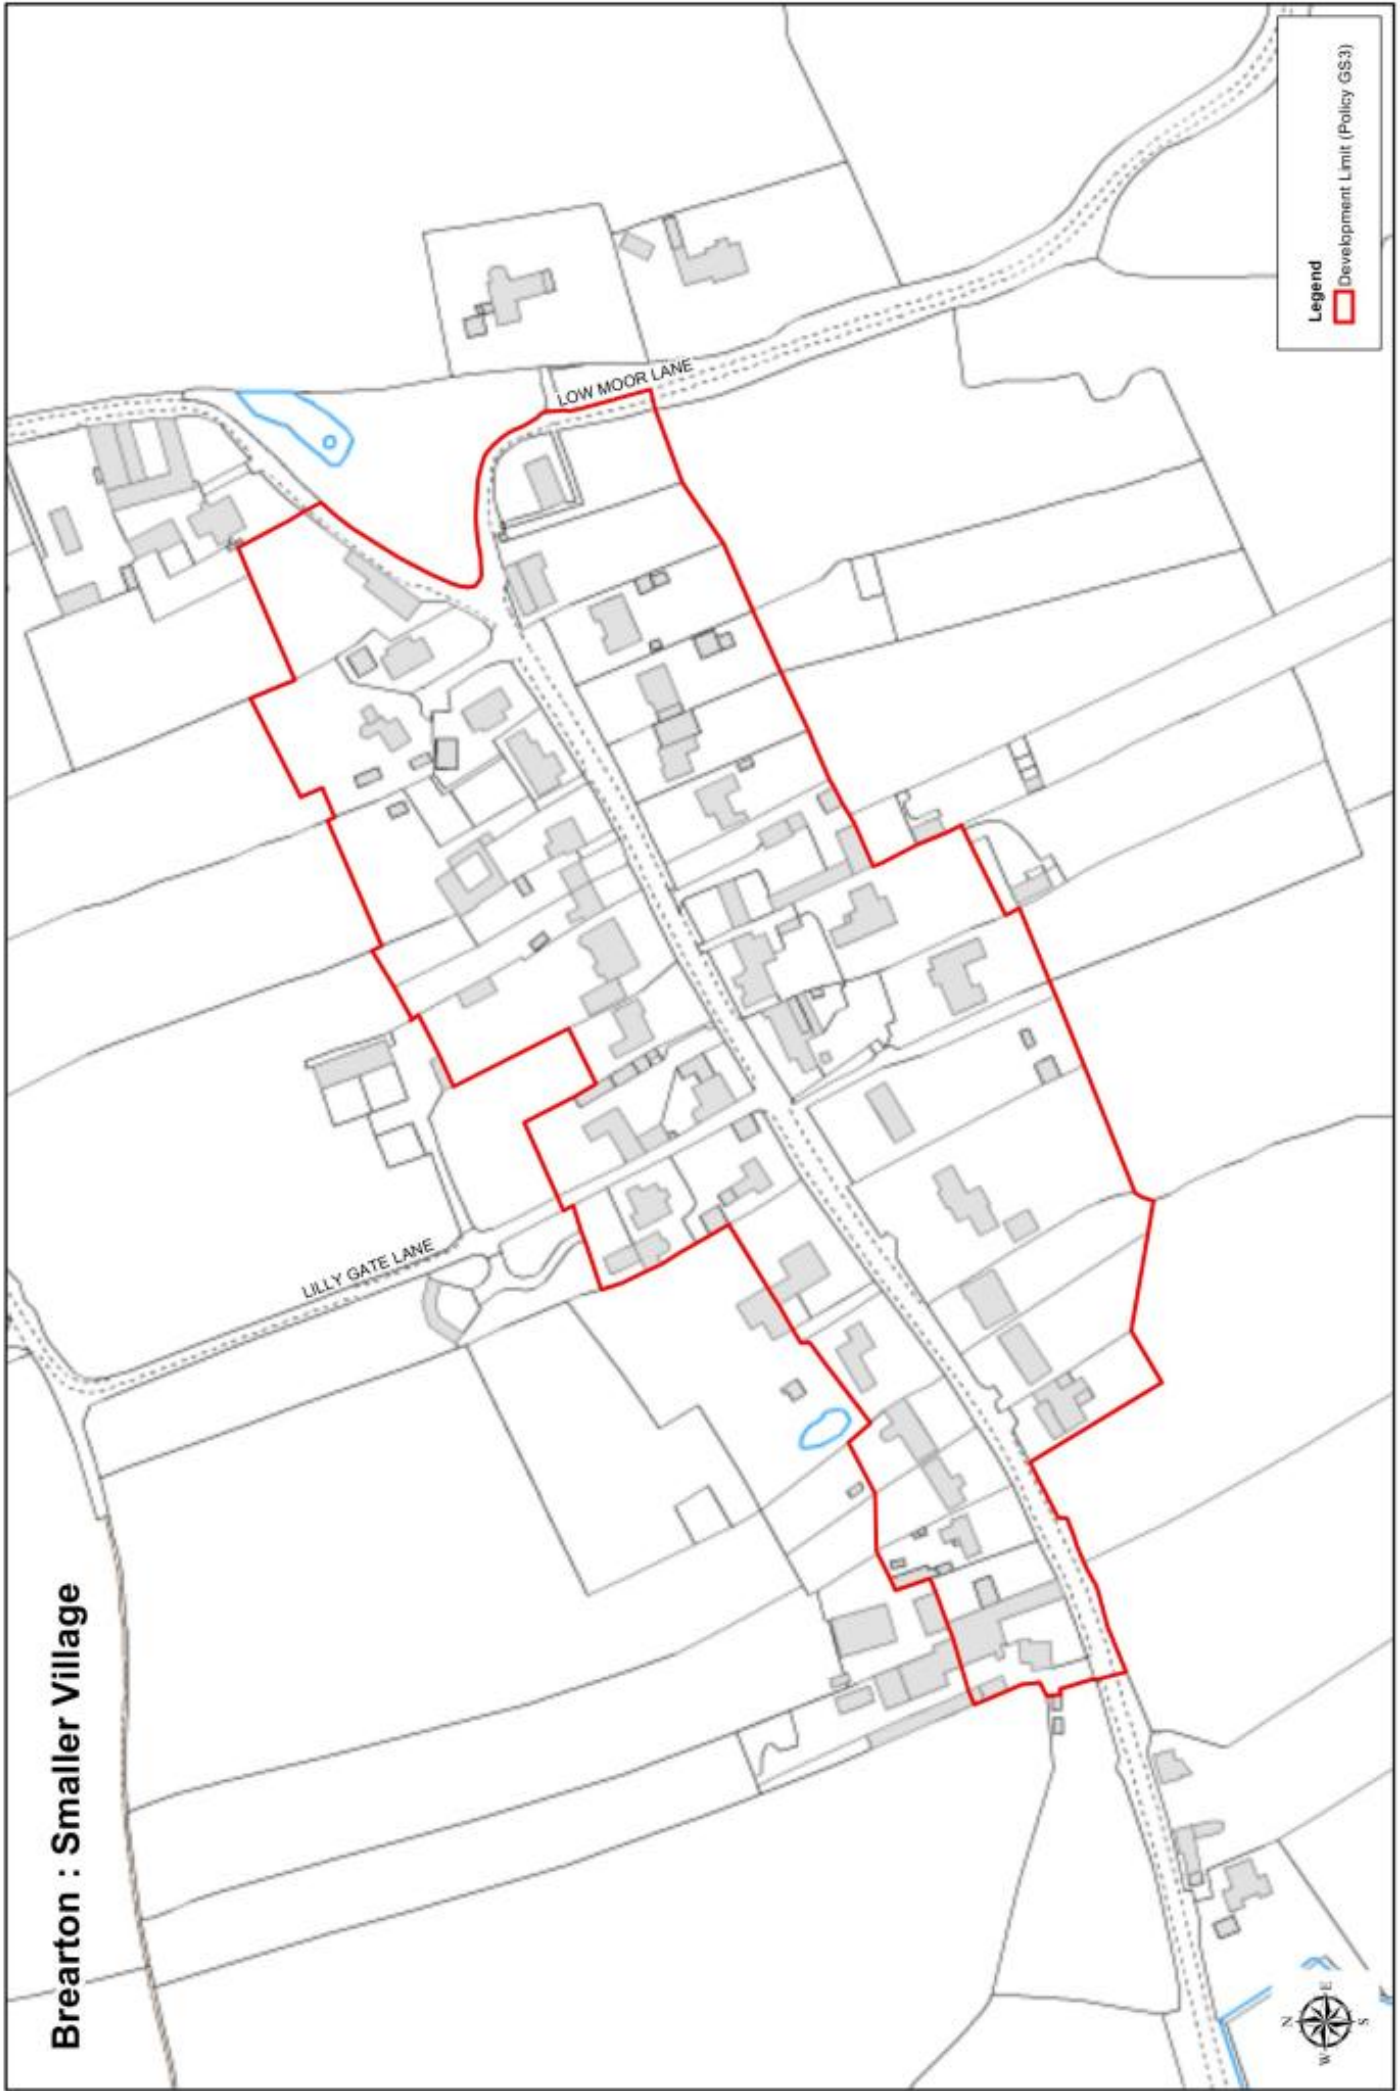 Brearton : Smaller Village
LILLY GATE LANE
LOW MOOR LANE
Legend
Development Limit (Policy GS3)
N
W E
S